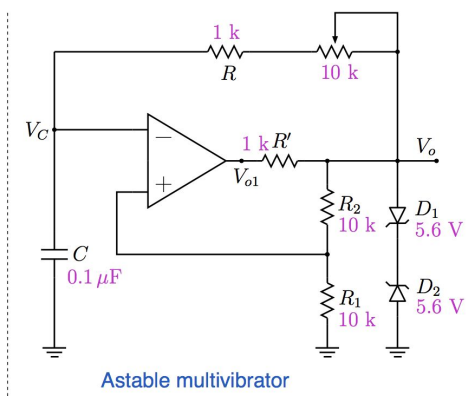 1 k
R
10 k
V_C
1 k R′
V_o1
V_o
R_2
10 k
D_1
5.6 V
C
0.1 μF
R_1
10 k
D_2
5.6 V
Astable multivibrator